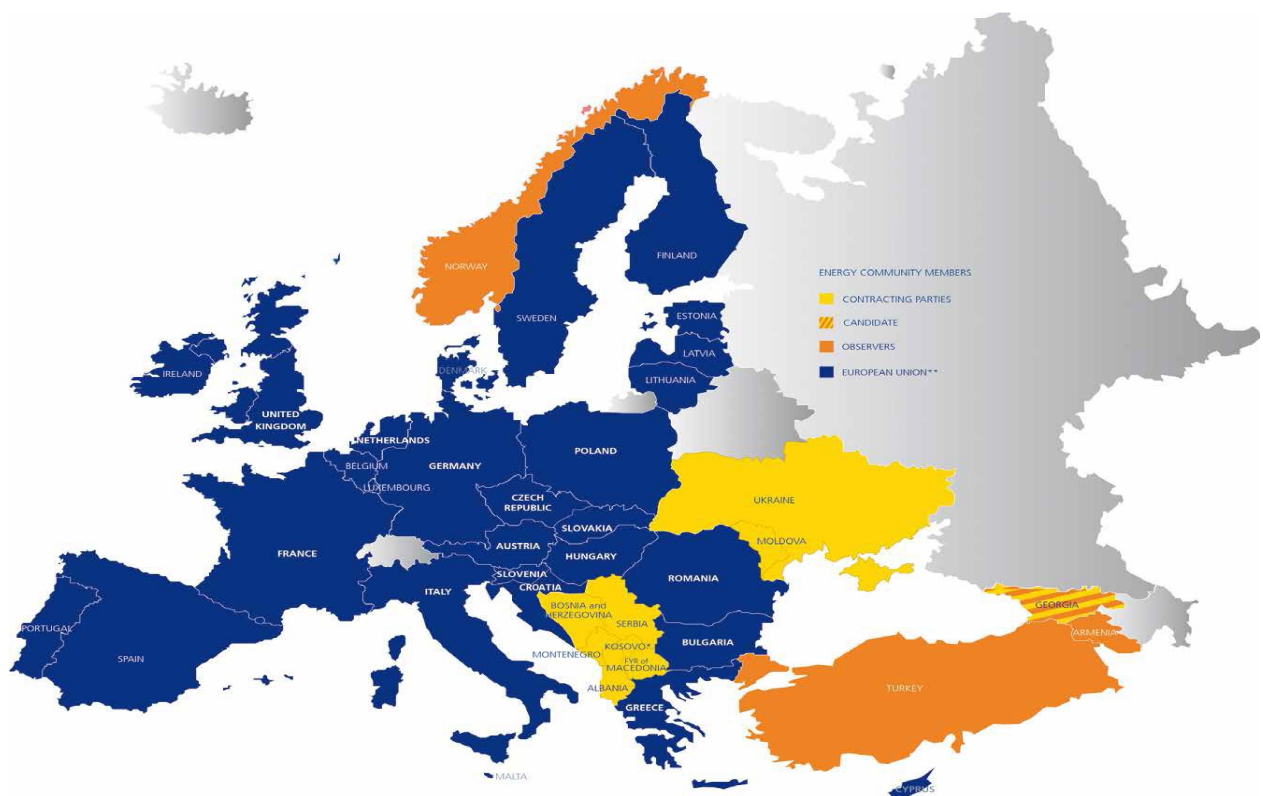 NORWAY
FINLAND
SWEDEN
ENERGY COMMUNITY MEMBERS
CONTRACTING PARTIES
CANDIDATE
OBSERVERS
EUROPEAN UNION**
ESTONIA
LATVIA
LITHUANIA
DENMARK
IRELAND
UNITED
KINGDOM
NETHERLANDS
BELGIUM
LUXEMBOURG
GERMANY
POLAND
CZECH
REPUBLIC
SLOVAKIA
UKRAINE
MOLDOVA
FRANCE
AUSTRIA
HUNGARY
SLOVENIA
CROATIA
ITALY
ROMANIA
BOSNIA and
HERZEGOVINA
SERBIA
GEORGIA
ARMENIA
PORTUGAL
SPAIN
MONTENEGRO
KOSOVO*
FYR of
MACEDONIA
BULGARIA
ALBANIA
GREECE
TURKEY
MALTA
CYPRUS